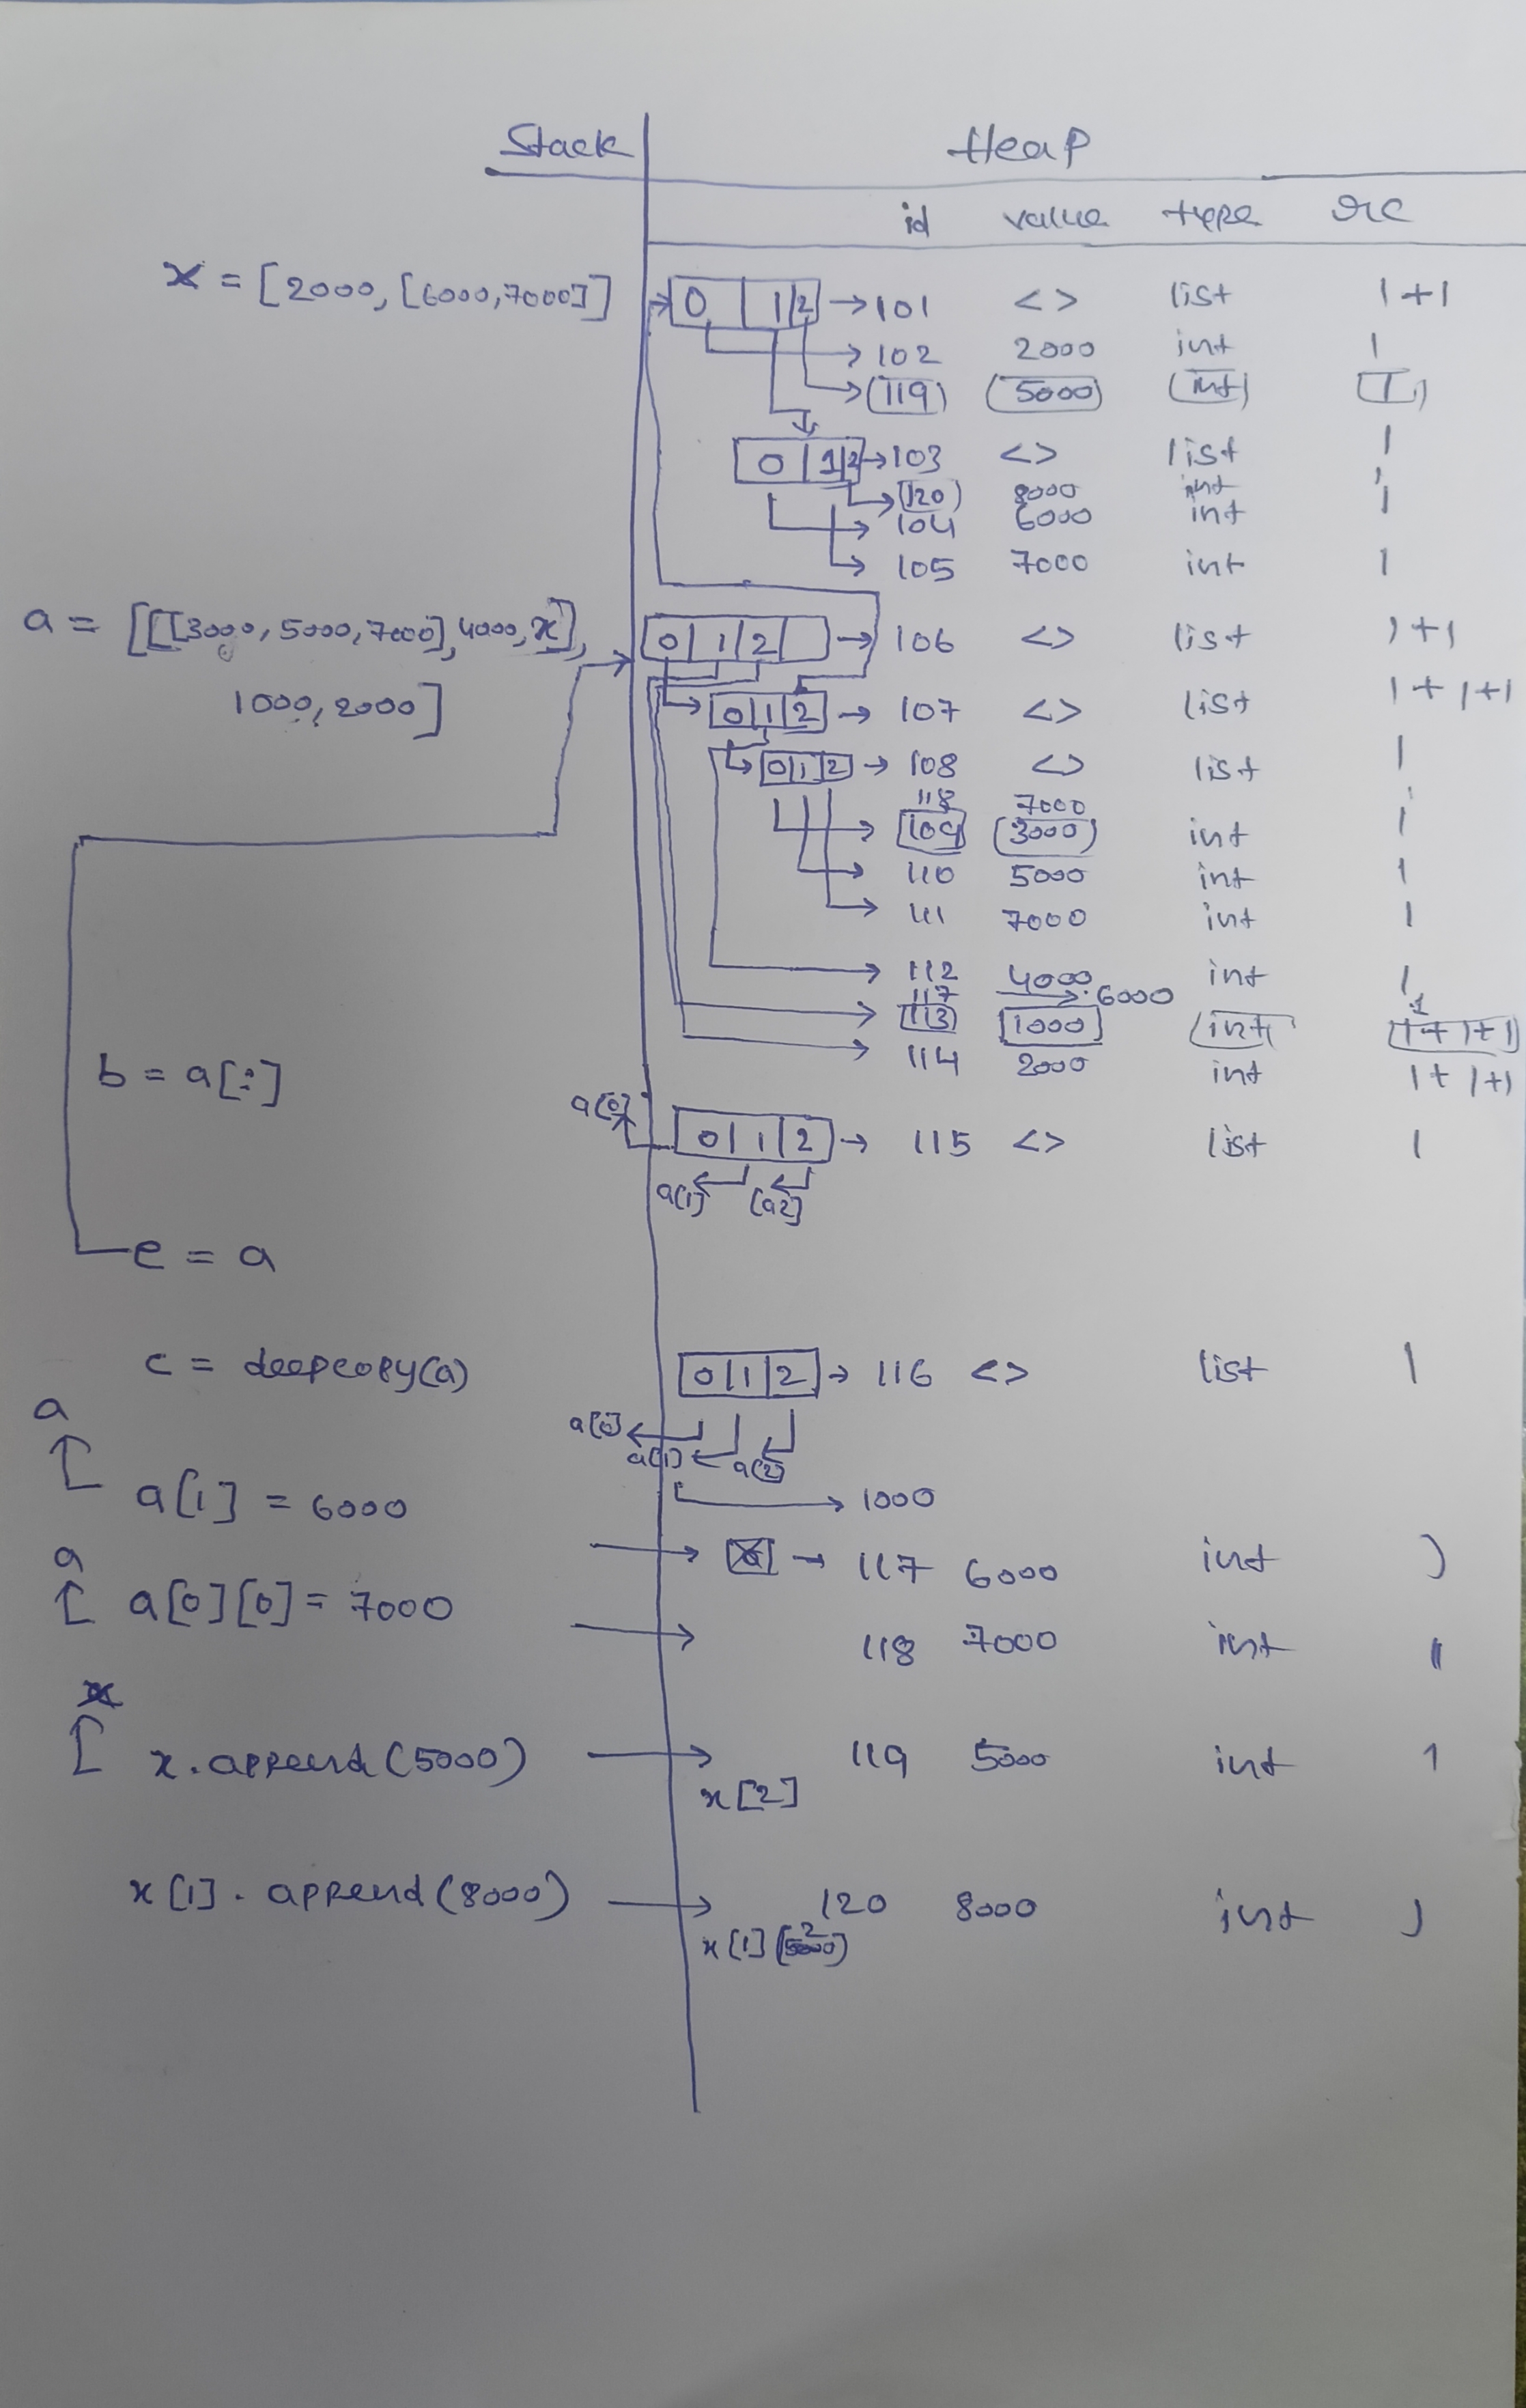 Stack Heap
id value type rc
x = [2000, [6000,7000]] 0 1 2 → 101 <> list 1+1
→ 102 2000 int 1
→ 119 5000 int 1
0 1 2 → 103 <> list 1
→ 120 8000 int 1
→ 104 6000 int 1
→ 105 7000 int 1
a = [[[3000, 5000, 7000], 4000, x], 0 1 2 → 106 <> list 1+1
1000, 2000] 0 1 2 → 107 <> list 1+1+1
0 1 2 → 108 <> list 1
118 7000
→ 109 3000 int 1
→ 110 5000 int 1
→ 111 7000 int 1
→ 112 4000 int 1
117 → 6000 1
→ 113 1000 int 1+1+1
→ 114 2000 int 1+1+1
b = a[:]
a[0] 0 1 2 → 115 <> list 1
a[1] [a2]
e = a
c = deepcopy(a) 0 1 2 → 116 <> list 1
a a[0] a[1] a[2]
a[1] = 6000 → 1000
→ → 117 6000 int 1
a
a[0][0] = 7000 → 118 7000 int 1
x
x.append(5000) → 119 5000 int 1
x[2]
x[1].append(8000) → 120 8000 int 1
x[1][2]